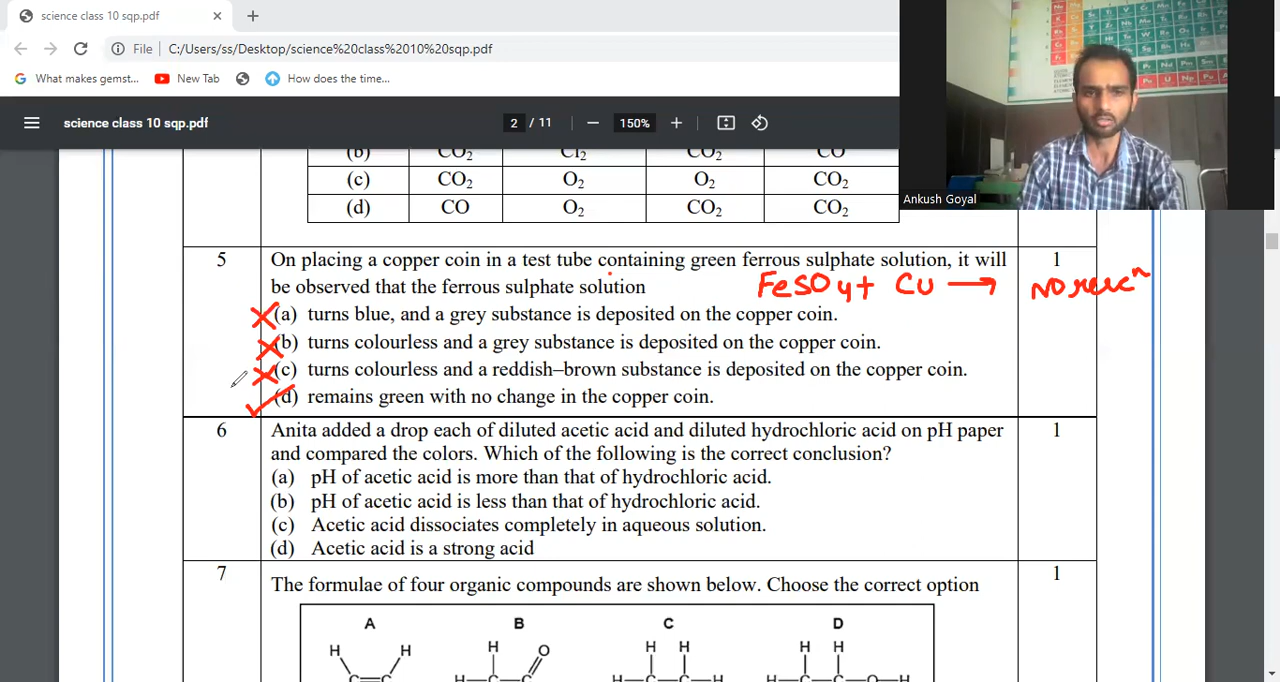 science class 10 sqp.pdf
File C:/Users/ss/Desktop/science%20class%2010%20sqp.pdf
What makes gemst... New Tab How does the time...
science class 10 sqp.pdf 2 / 11 150%
Ankush Goyal
(b) CO2 Cl2 CO2 CO
(c) CO2 O2 O2 CO2
(d) CO O2 CO2 CO2
5 On placing a copper coin in a test tube containing green ferrous sulphate solution, it will 1
be observed that the ferrous sulphate solution FeSO4 + Cu → NO reacn
(a) turns blue, and a grey substance is deposited on the copper coin.
(b) turns colourless and a grey substance is deposited on the copper coin.
(c) turns colourless and a reddish–brown substance is deposited on the copper coin.
(d) remains green with no change in the copper coin.
6 Anita added a drop each of diluted acetic acid and diluted hydrochloric acid on pH paper 1
and compared the colors. Which of the following is the correct conclusion?
(a) pH of acetic acid is more than that of hydrochloric acid.
(b) pH of acetic acid is less than that of hydrochloric acid.
(c) Acetic acid dissociates completely in aqueous solution.
(d) Acetic acid is a strong acid
7 The formulae of four organic compounds are shown below. Choose the correct option 1
A B C D
H H H O H H H H
C=C H–C–C H–C–C–H H–C–C–O–H